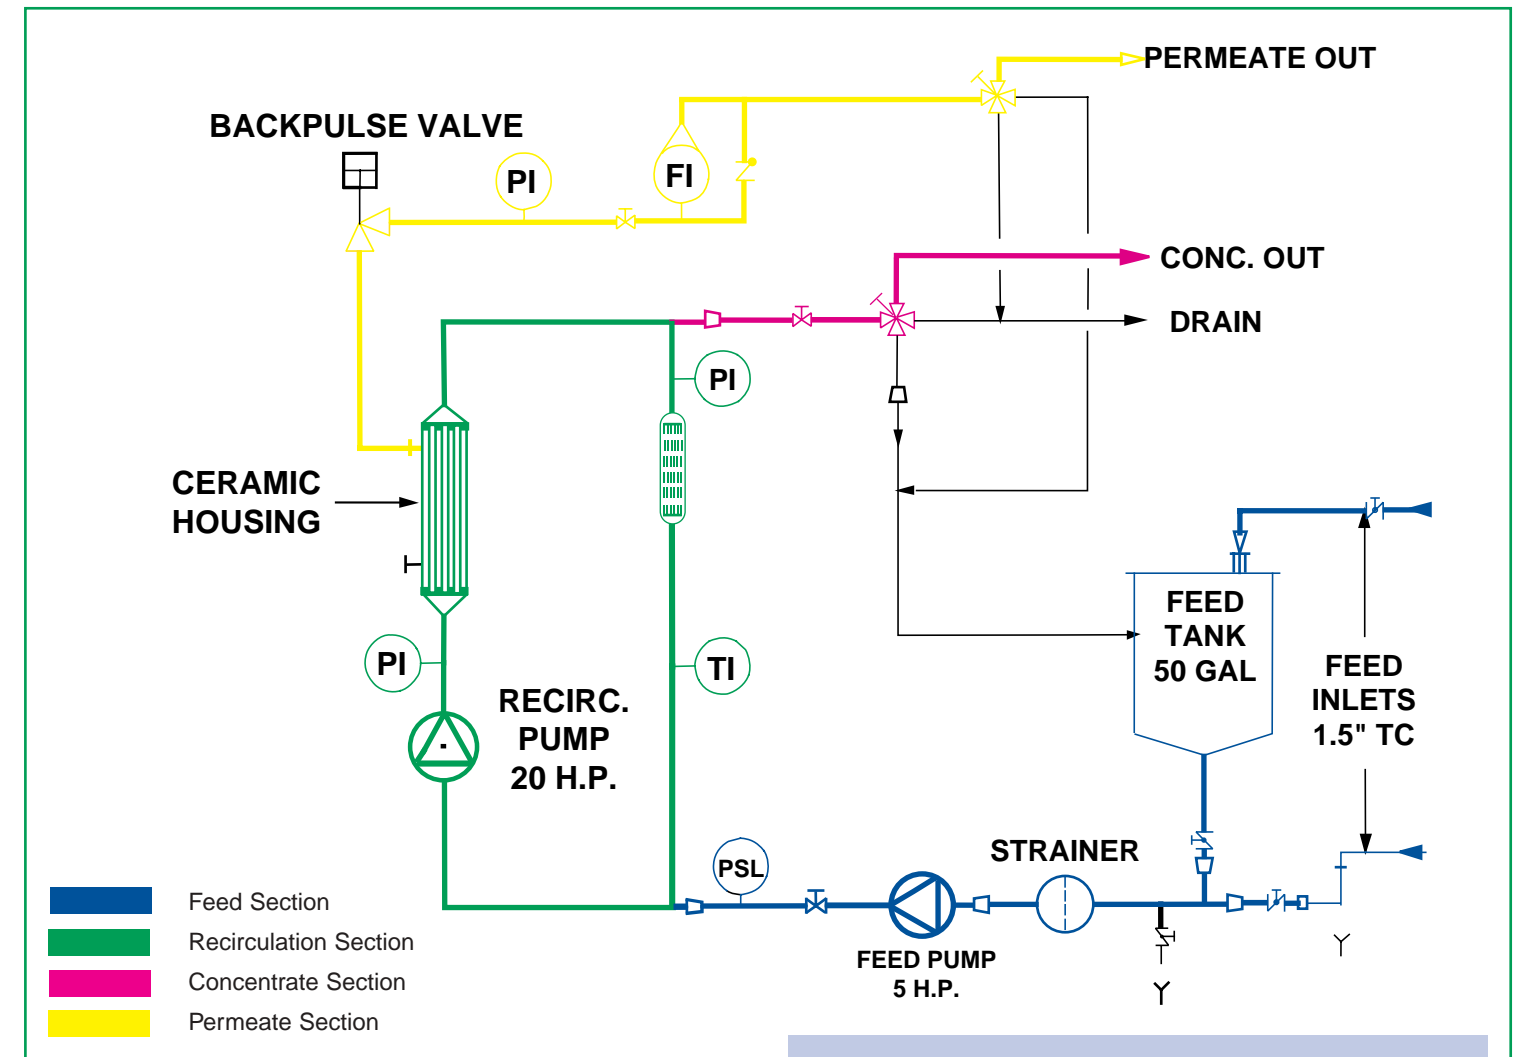 PERMEATE OUT
BACKPULSE VALVE
PI
FI
CONC. OUT
DRAIN
PI
CERAMIC
HOUSING
FEED
TANK
50 GAL
PI
TI
FEED
INLETS
1.5" TC
RECIRC.
PUMP
20 H.P.
STRAINER
PSL
FEED PUMP
5 H.P.
Feed Section
Recirculation Section
Concentrate Section
Permeate Section